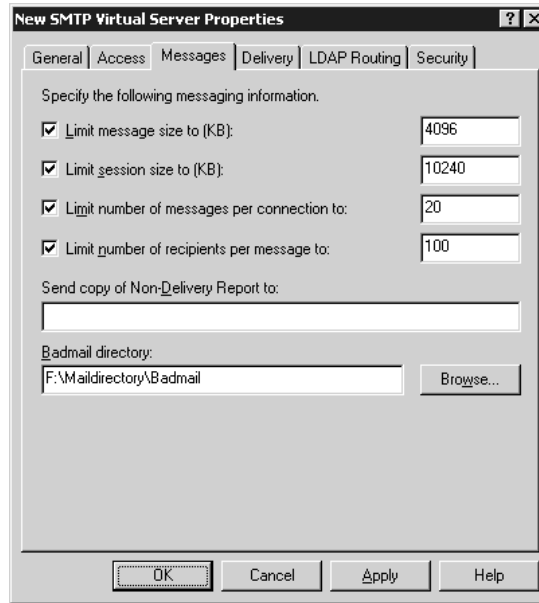 New SMTP Virtual Server Properties
General Access Messages Delivery LDAP Routing Security
Specify the following messaging information.
Limit message size to (KB): 4096
Limit session size to (KB): 10240
Limit number of messages per connection to: 20
Limit number of recipients per message to: 100
Send copy of Non-Delivery Report to:
Badmail directory:
F:\Maildirectory\Badmail Browse...
OK Cancel Apply Help